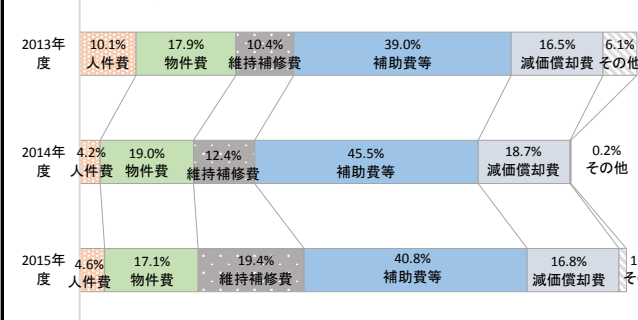 2013年
度
10.1%
人件費
17.9%
物件費
10.4%
維持補修費
39.0%
補助費等
16.5%
減価償却費
6.1%
その他
2014年
度
4.2%
人件費
19.0%
物件費
12.4%
維持補修費
45.5%
補助費等
18.7%
減価償却費
0.2%
その他
2015年
度
4.6%
人件費
17.1%
物件費
19.4%
維持補修費
40.8%
補助費等
16.8%
減価償却費